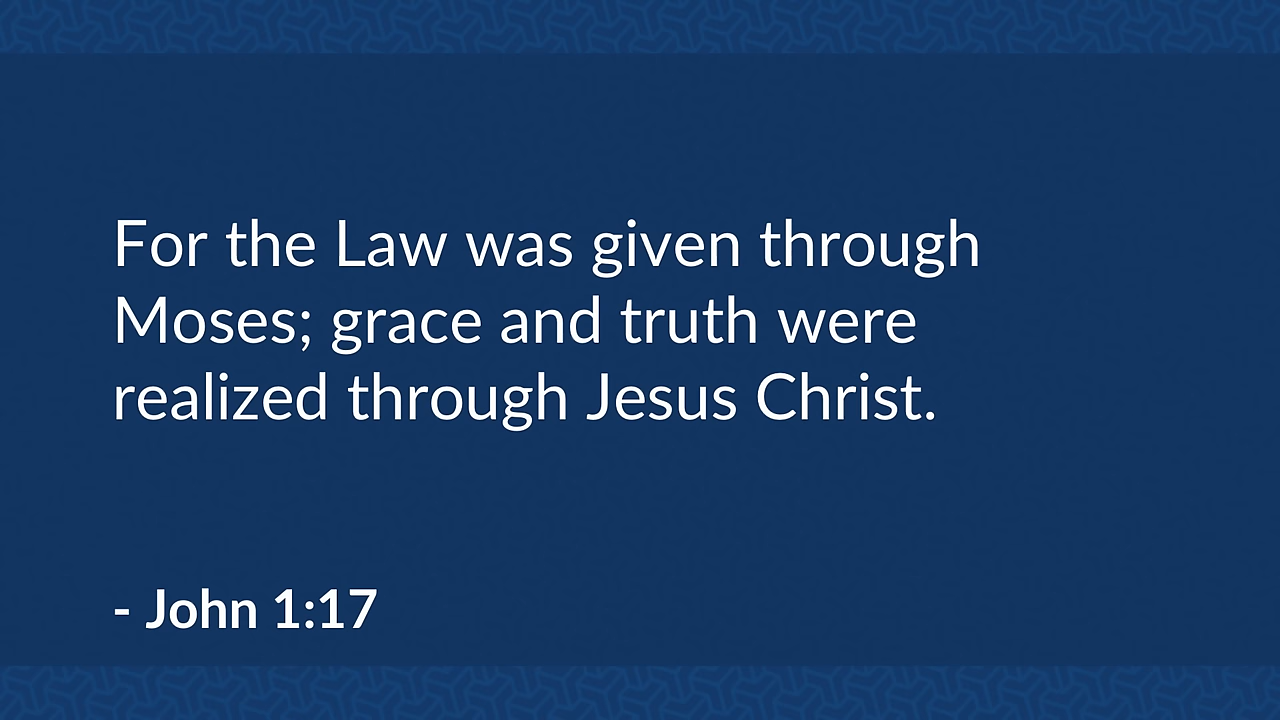 For the Law was given through
Moses; grace and truth were
realized through Jesus Christ.
- John 1:17